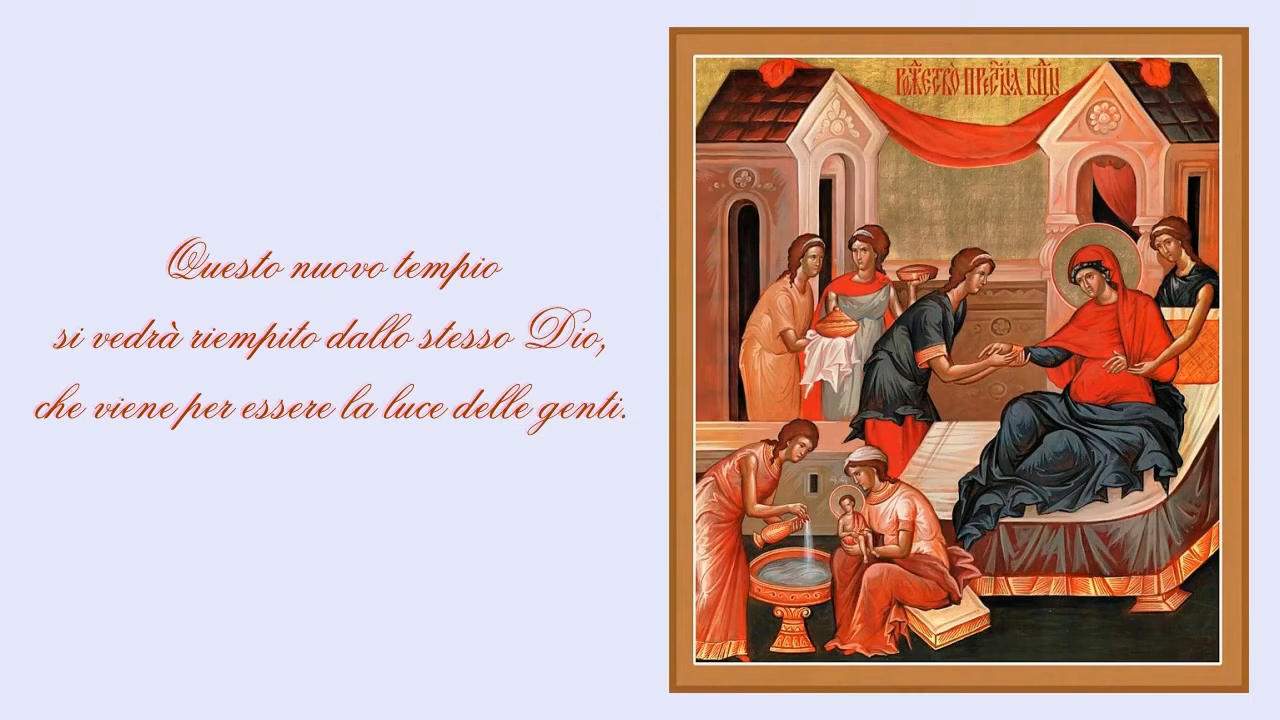 Questo nuovo tempio
si vedrà riempito dallo stesso Dio,
che viene per essere la luce delle genti.